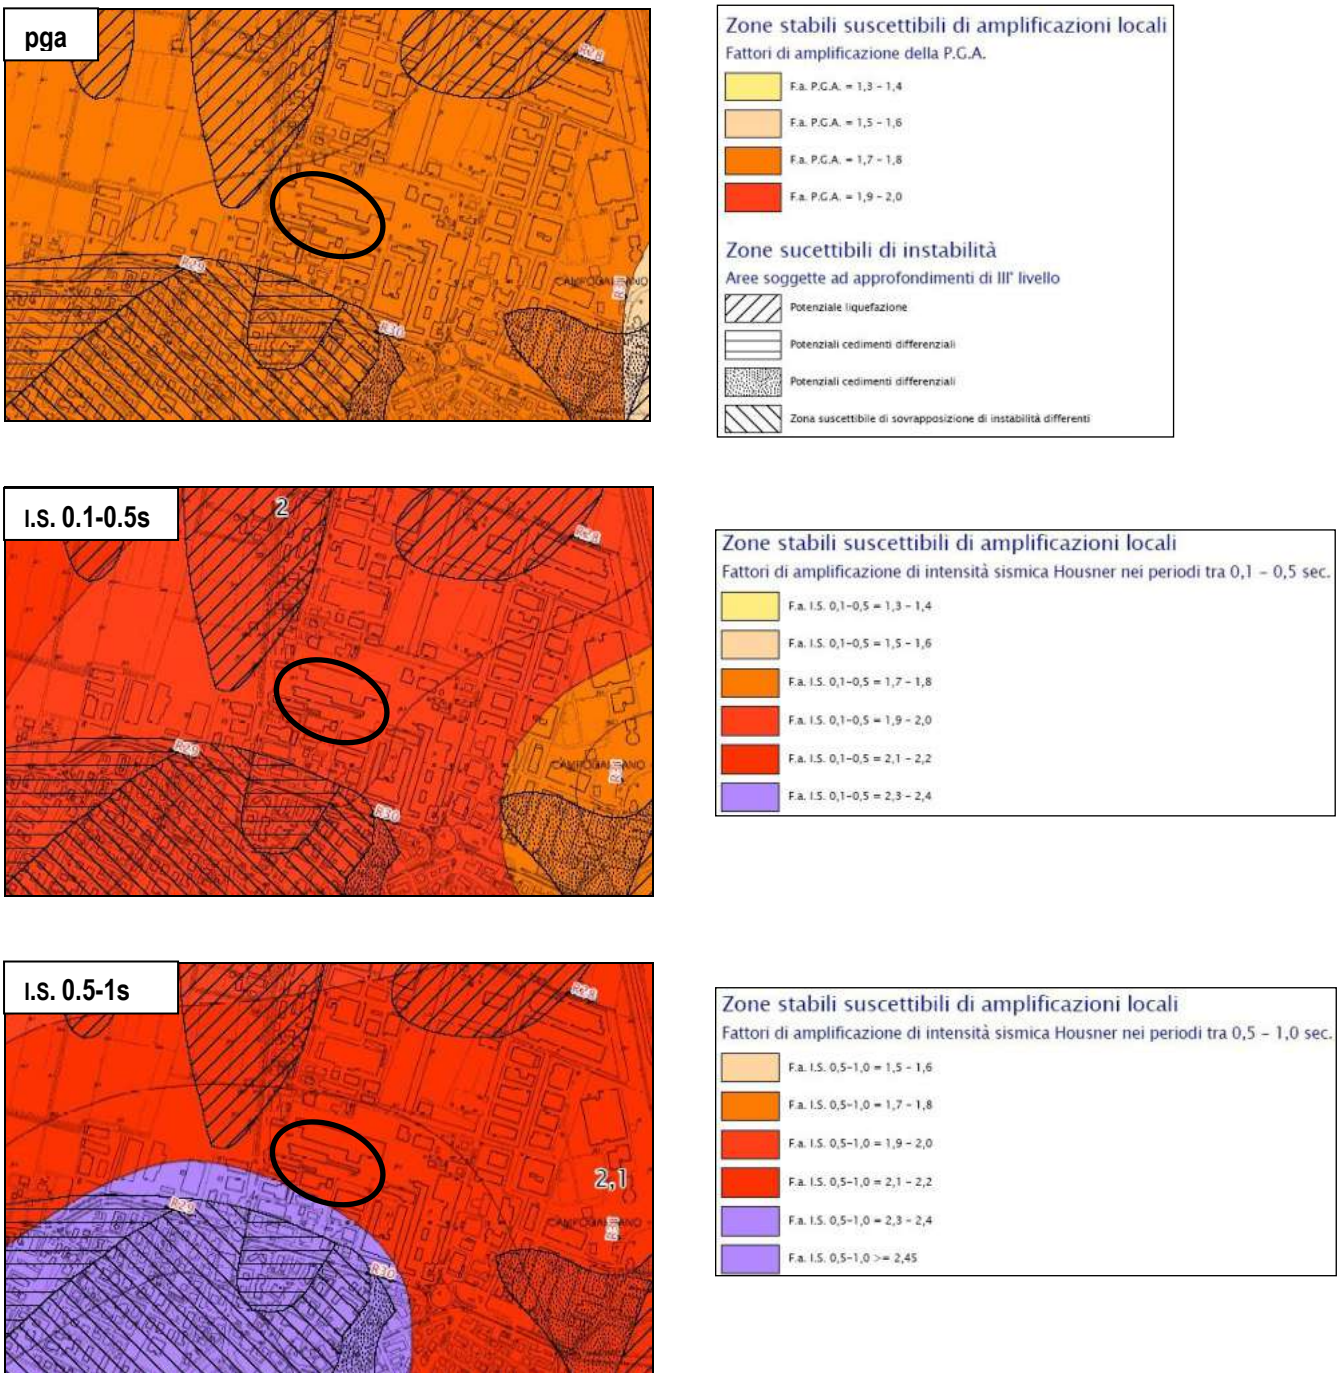 pga
R28
R29
R30
Zone stabili suscettibili di amplificazioni locali
Fattori di amplificazione della P.G.A.
F.a. P.G.A. = 1,3 – 1,4
F.a. P.G.A. = 1,5 – 1,6
F.a. P.G.A. = 1,7 – 1,8
F.a. P.G.A. = 1,9 – 2,0
Zone sucettibili di instabilità
Aree soggette ad approfondimenti di III° livello
Potenziale liquefazione
Potenziali cedimenti differenziali
Potenziali cedimenti differenziali
Zona suscettibile di sovrapposizione di instabilità differenti
I.S. 0.1-0.5s
2
R28
R29
R30
Zone stabili suscettibili di amplificazioni locali
Fattori di amplificazione di intensità sismica Housner nei periodi tra 0,1 – 0,5 sec.
F.a. I.S. 0,1–0,5 = 1,3 – 1,4
F.a. I.S. 0,1–0,5 = 1,5 – 1,6
F.a. I.S. 0,1–0,5 = 1,7 – 1,8
F.a. I.S. 0,1–0,5 = 1,9 – 2,0
F.a. I.S. 0,1–0,5 = 2,1 – 2,2
F.a. I.S. 0,1–0,5 = 2,3 – 2,4
I.S. 0.5-1s
R28
2,1
R29
R30
Zone stabili suscettibili di amplificazioni locali
Fattori di amplificazione di intensità sismica Housner nei periodi tra 0,5 – 1,0 sec.
F.a. I.S. 0,5–1,0 = 1,5 – 1,6
F.a. I.S. 0,5–1,0 = 1,7 – 1,8
F.a. I.S. 0,5–1,0 = 1,9 – 2,0
F.a. I.S. 0,5–1,0 = 2,1 – 2,2
F.a. I.S. 0,5–1,0 = 2,3 – 2,4
F.a. I.S. 0,5–1,0 >= 2,45